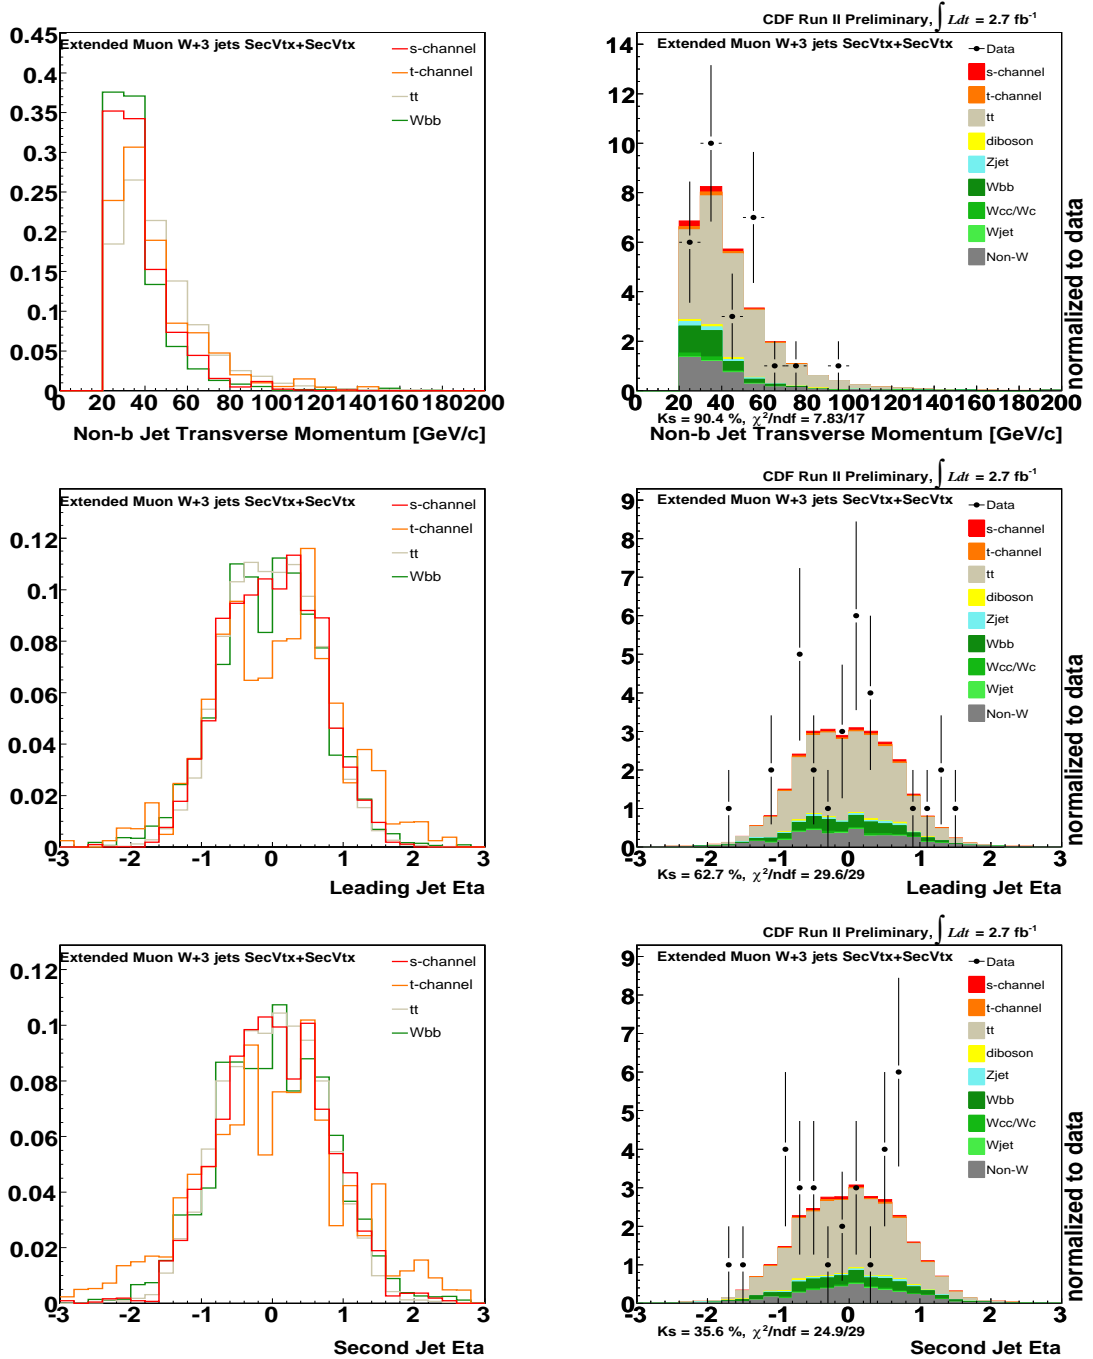 CDF Run II Preliminary, ∫ Ldt = 2.7 fb⁻¹
Extended Muon W+3 jets SecVtx+SecVtx
s-channel
t-channel
tt
Wbb
0.45
0.4
0.35
0.3
0.25
0.2
0.15
0.1
0.05
0
0 20 40 60 80 100 120 140 160 180 200
Non-b Jet Transverse Momentum [GeV/c]
Extended Muon W+3 jets SecVtx+SecVtx
Data
s-channel
t-channel
tt
diboson
Zjet
Wbb
Wcc/Wc
Wjet
Non-W
14
12
10
8
6
4
2
0
0 20 40 60 80 100 120 140 160 180 200
Ks = 90.4 %, χ²/ndf = 7.83/17
Non-b Jet Transverse Momentum [GeV/c]
normalized to data
CDF Run II Preliminary, ∫ Ldt = 2.7 fb⁻¹
Extended Muon W+3 jets SecVtx+SecVtx
s-channel
t-channel
tt
Wbb
0.12
0.1
0.08
0.06
0.04
0.02
0
-3 -2 -1 0 1 2 3
Leading Jet Eta
Extended Muon W+3 jets SecVtx+SecVtx
Data
s-channel
t-channel
tt
diboson
Zjet
Wbb
Wcc/Wc
Wjet
Non-W
9
8
7
6
5
4
3
2
1
0
-3 -2 -1 0 1 2 3
Ks = 62.7 %, χ²/ndf = 29.6/29
Leading Jet Eta
normalized to data
CDF Run II Preliminary, ∫ Ldt = 2.7 fb⁻¹
Extended Muon W+3 jets SecVtx+SecVtx
s-channel
t-channel
tt
Wbb
0.12
0.1
0.08
0.06
0.04
0.02
0
-3 -2 -1 0 1 2 3
Second Jet Eta
Extended Muon W+3 jets SecVtx+SecVtx
Data
s-channel
t-channel
tt
diboson
Zjet
Wbb
Wcc/Wc
Wjet
Non-W
9
8
7
6
5
4
3
2
1
0
-3 -2 -1 0 1 2 3
Ks = 35.6 %, χ²/ndf = 24.9/29
Second Jet Eta
normalized to data